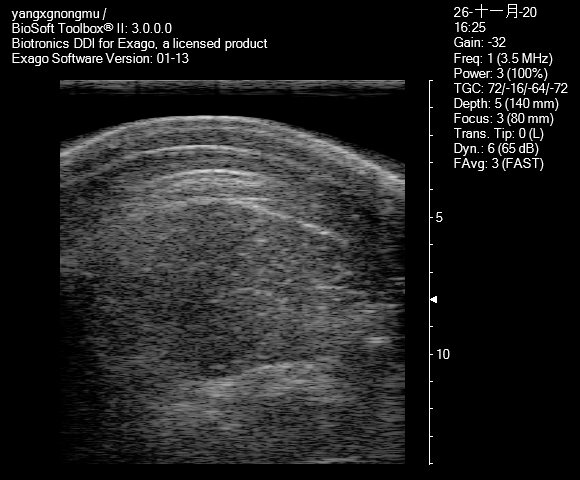 yangxgnongmu /
BioSoft Toolbox® II: 3.0.0.0
Biotronics DDI for Exago, a licensed product
Exago Software Version: 01-13
26-十一月-20
16:25
Gain: -32
Freq: 1 (3.5 MHz)
Power: 3 (100%)
TGC: 72/-16/-64/-72
Depth: 5 (140 mm)
Focus: 3 (80 mm)
Trans. Tip: 0 (L)
Dyn.: 6 (65 dB)
FAvg: 3 (FAST)
5
10